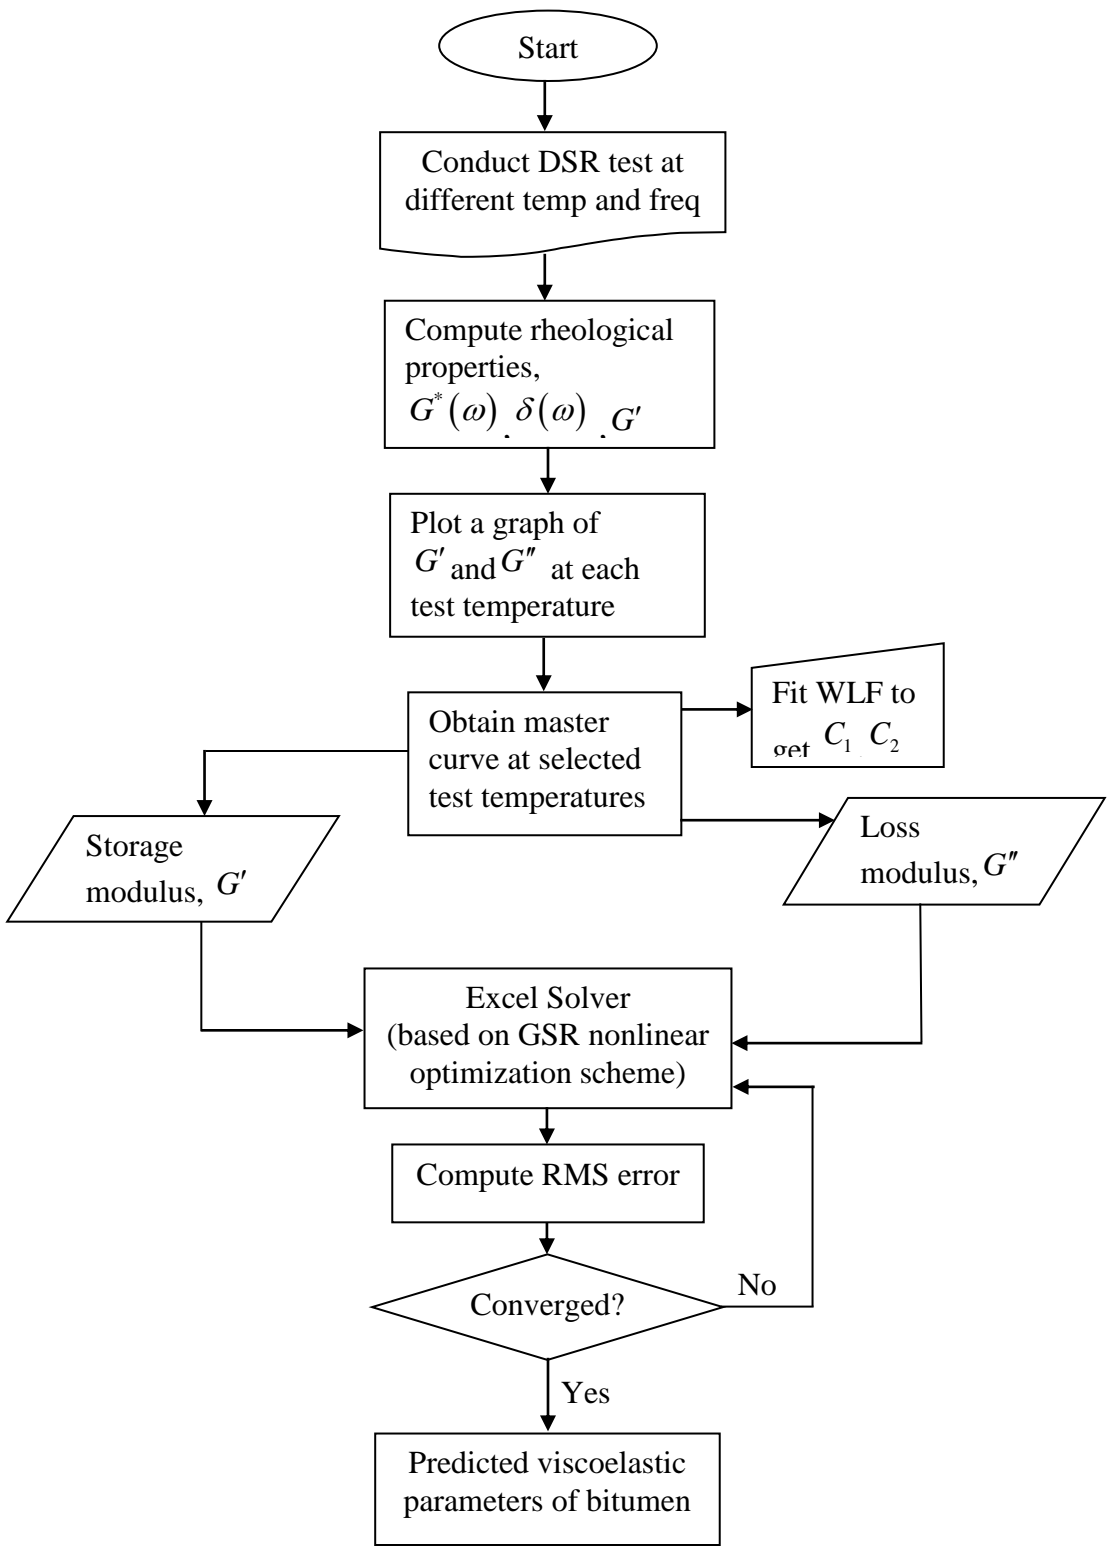 Start
Conduct DSR test at
different temp and freq
Compute rheological
properties,
G*(ω), δ(ω), G′
Plot a graph of
G′ and G″ at each
test temperature
Obtain master
curve at selected
test temperatures
Fit WLF to
get C₁ C₂
Storage
modulus, G′
Loss
modulus, G″
Excel Solver
(based on GSR nonlinear
optimization scheme)
Compute RMS error
Converged?
No
Yes
Predicted viscoelastic
parameters of bitumen